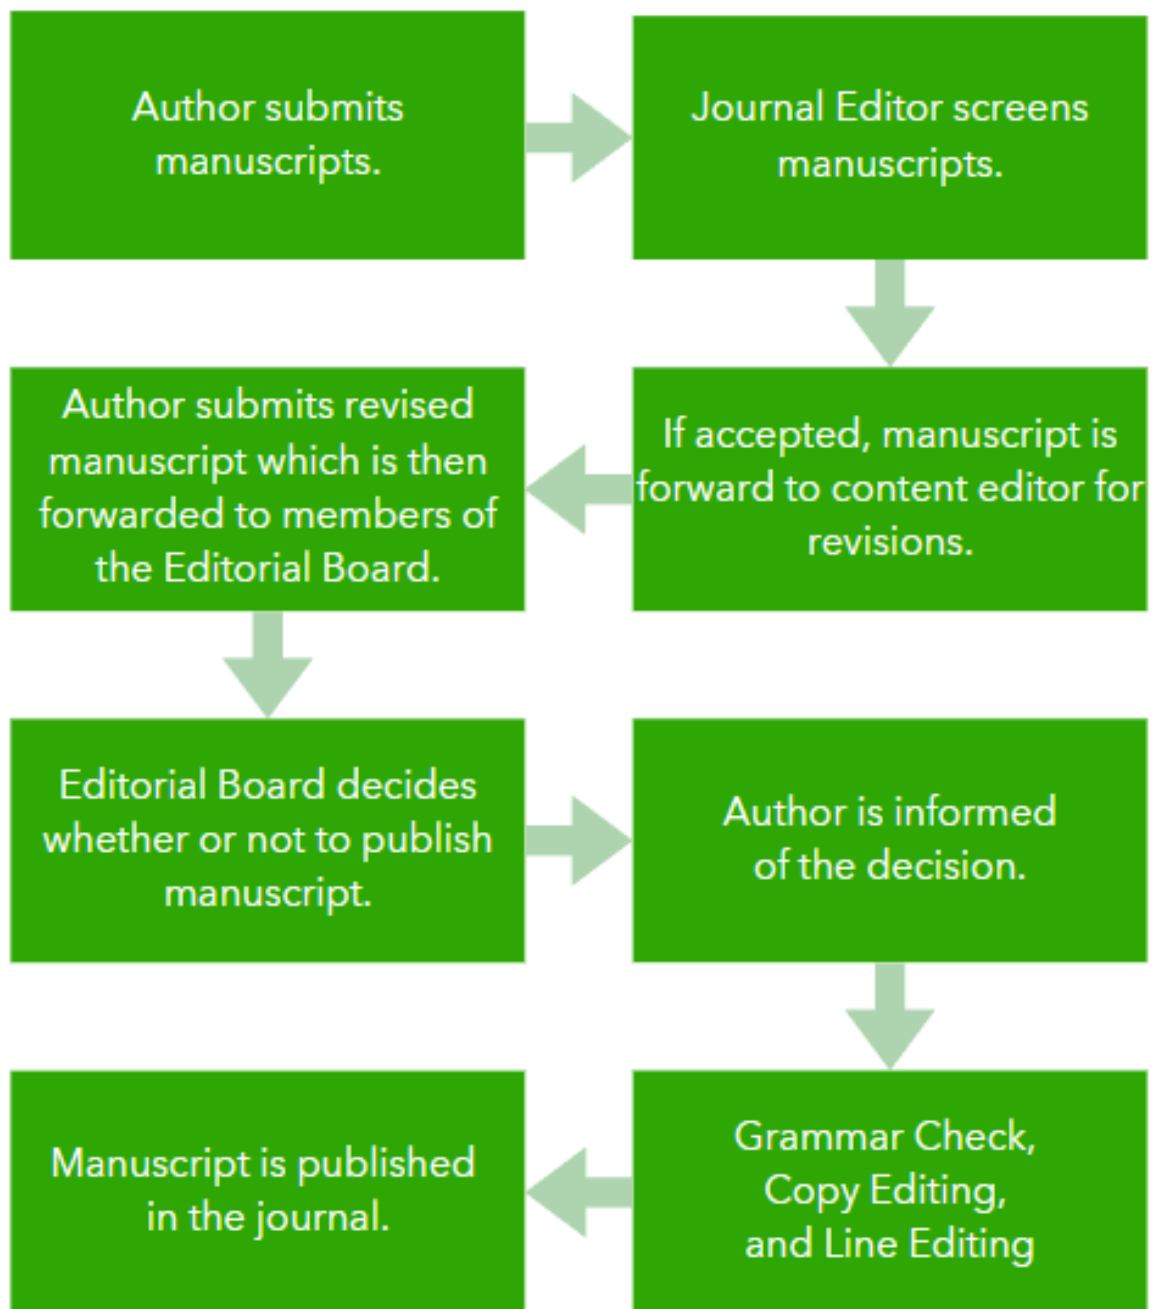 Author submits
manuscripts.
Journal Editor screens
manuscripts.
If accepted, manuscript is
forward to content editor for
revisions.
Author submits revised
manuscript which is then
forwarded to members of
the Editorial Board.
Editorial Board decides
whether or not to publish
manuscript.
Author is informed
of the decision.
Grammar Check,
Copy Editing,
and Line Editing
Manuscript is published
in the journal.